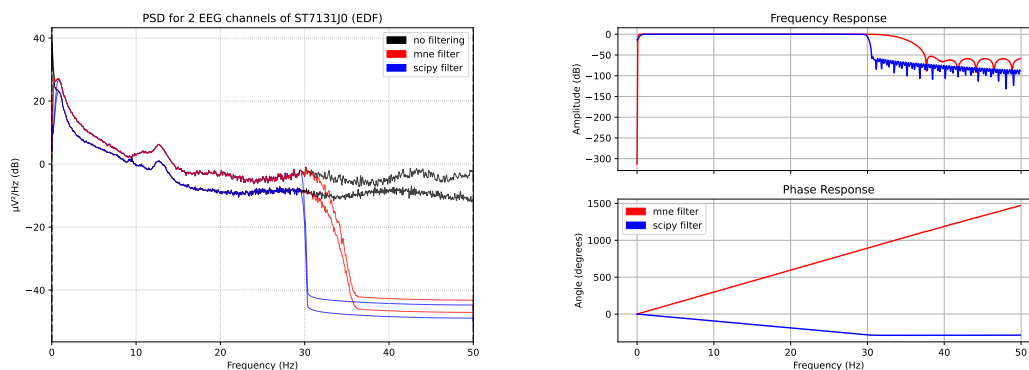 PSD for 2 EEG channels of ST7131J0 (EDF)
no filtering
mne filter
scipy filter
40
20
0
−20
−40
µV²/Hz (dB)
0
10
20
30
40
50
Frequency (Hz)
Frequency Response
0
−50
−100
−150
−200
−250
−300
Amplitude (dB)
Phase Response
mne filter
scipy filter
1500
1000
500
0
Angle (degrees)
0
10
20
30
40
50
Frequency (Hz)